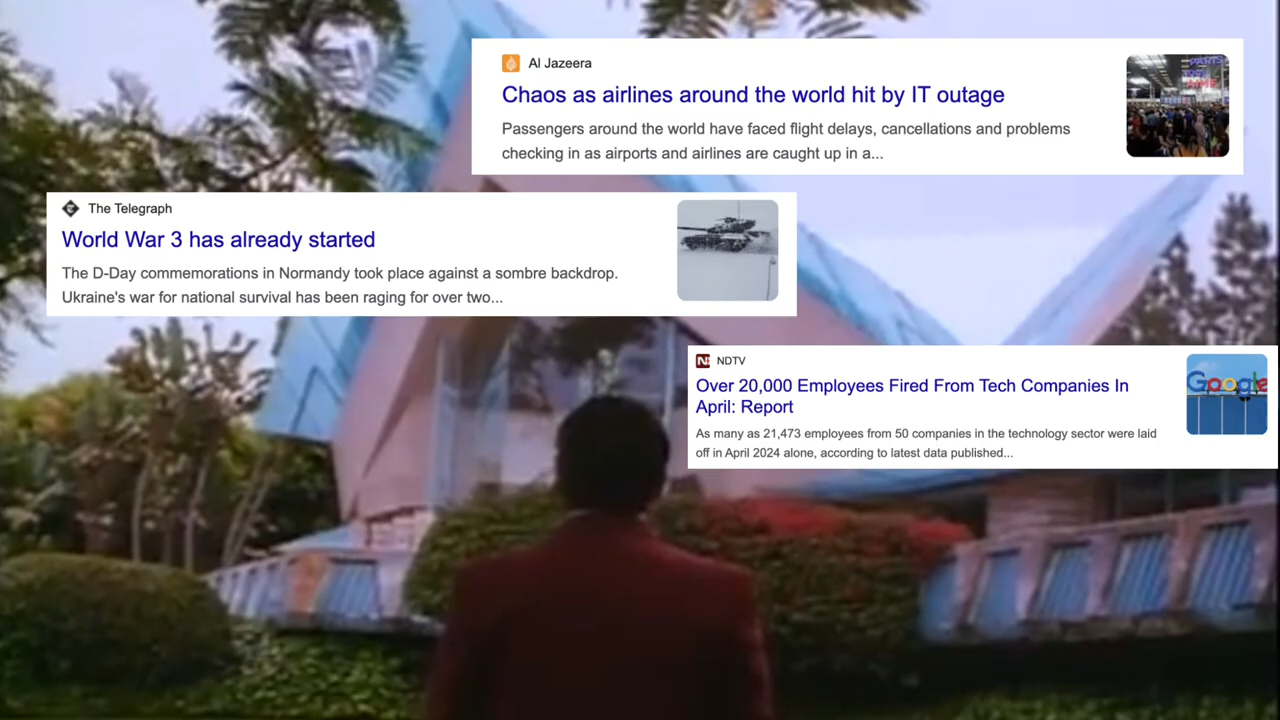 Al Jazeera
Chaos as airlines around the world hit by IT outage
Passengers around the world have faced flight delays, cancellations and problems
checking in as airports and airlines are caught up in a...
The Telegraph
World War 3 has already started
The D-Day commemorations in Normandy took place against a sombre backdrop.
Ukraine's war for national survival has been raging for over two...
N NDTV
Over 20,000 Employees Fired From Tech Companies In
April: Report
As many as 21,473 employees from 50 companies in the technology sector were laid
off in April 2024 alone, according to latest data published...
Google